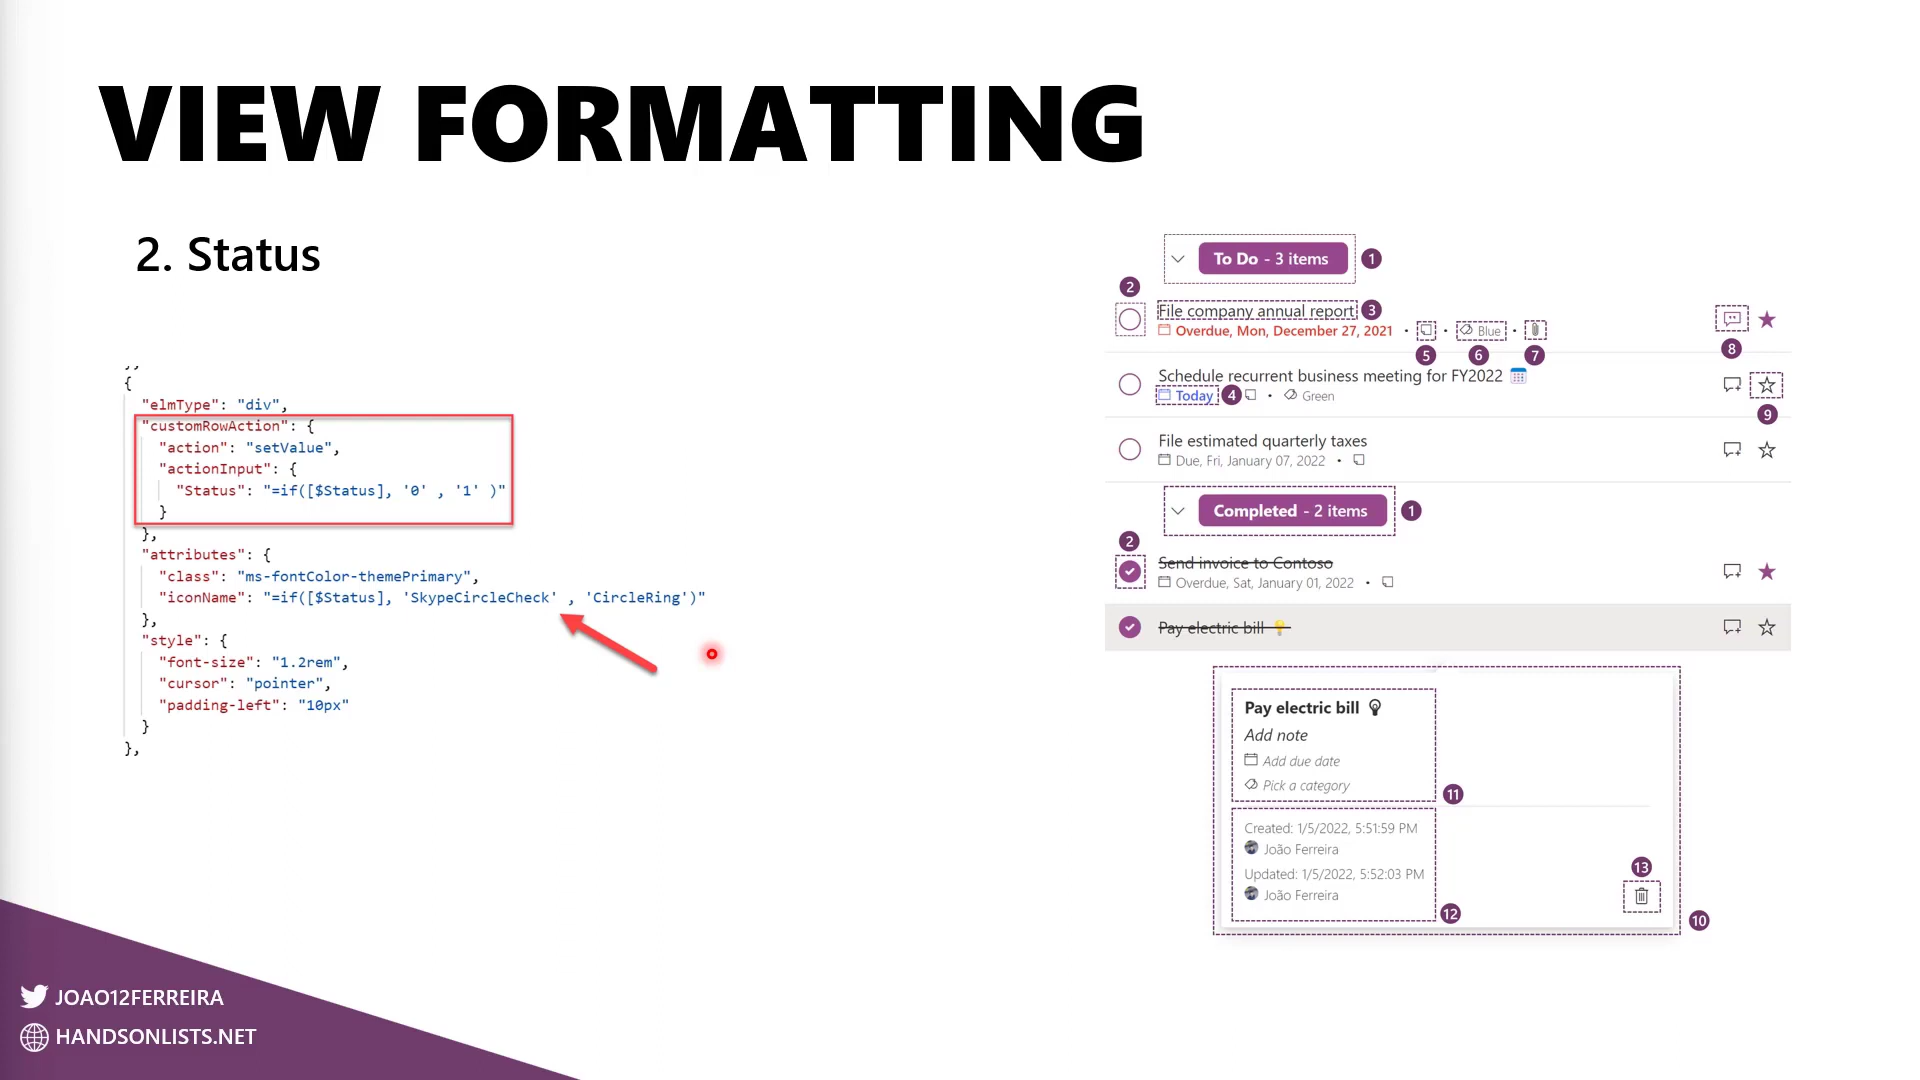 VIEW FORMATTING
2. Status
},
{
"elmType": "div",
"customRowAction": {
"action": "setValue",
"actionInput": {
"Status": "=if([$Status], '0' , '1' )"
}
},
"attributes": {
"class": "ms-fontColor-themePrimary",
"iconName": "=if([$Status], 'SkypeCircleCheck' , 'CircleRing')"
},
"style": {
"font-size": "1.2rem",
"cursor": "pointer",
"padding-left": "10px"
}
},
To Do - 3 items 1
2
File company annual report 3
Overdue, Mon, December 27, 2021 • • Blue •
5 6 7 8
Schedule recurrent business meeting for FY2022
Today 4 • Green
9
File estimated quarterly taxes
Due, Fri, January 07, 2022 •
Completed - 2 items 1
2
Send invoice to Contoso
Overdue, Sat, January 01, 2022 •
Pay electric bill
Pay electric bill
Add note
Add due date
Pick a category
11
Created: 1/5/2022, 5:51:59 PM
João Ferreira
Updated: 1/5/2022, 5:52:03 PM
João Ferreira
13
12
10
JOAO12FERREIRA
HANDSONLISTS.NET